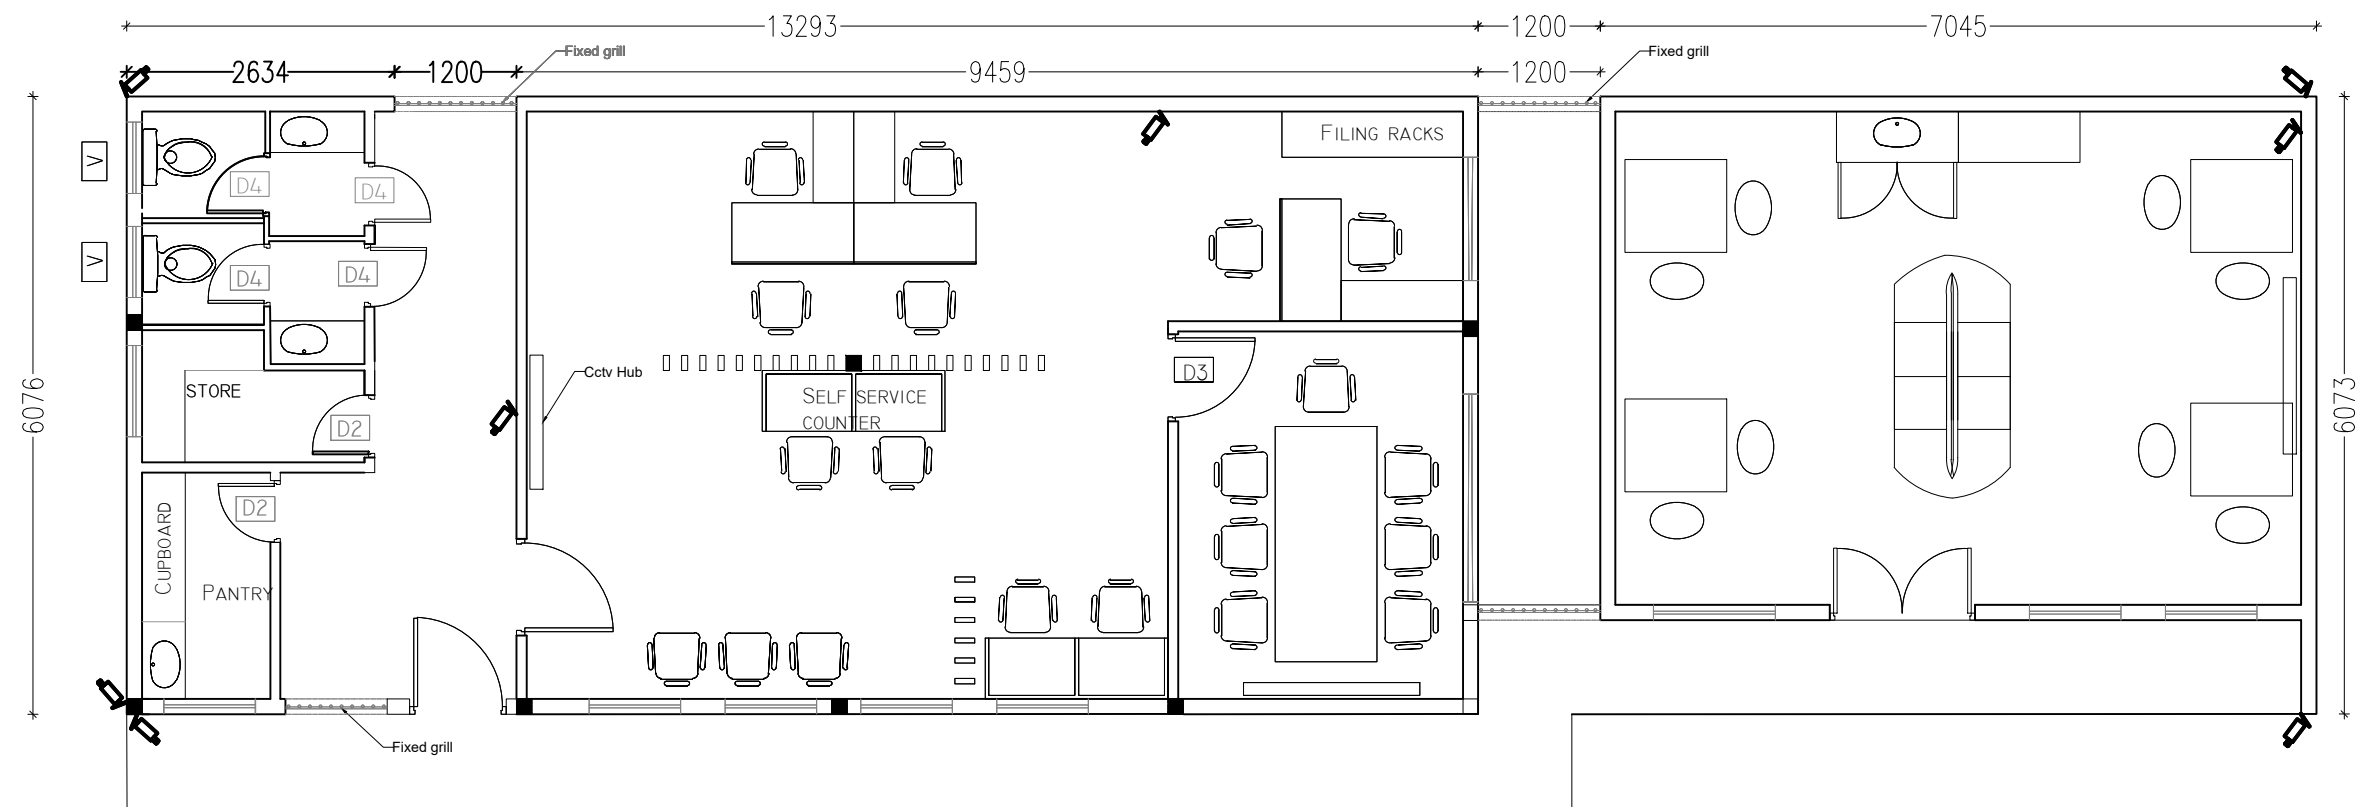 13293
1200
7045
Fixed grill
Fixed grill
2634
1200
9459
1200
FILING RACKS
V
D4
D4
V
D4
D4
6076
6073
Cctv Hub
D3
STORE
SELF SERVICE
COUNTER
D2
D2
CUPBOARD
PANTRY
Fixed grill